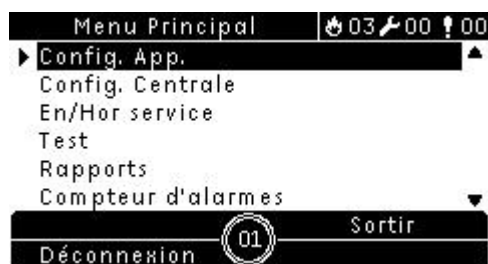 Menu Principal 03 00 00
Config. App.
Config. Centrale
En/Hor service
Test
Rapports
Compteur d'alarmes
Sortir
01
Déconnexion